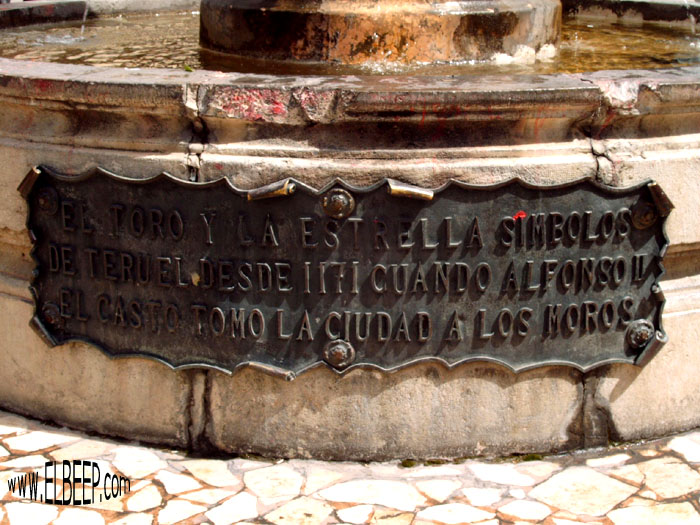 EL TORO Y LA ESTRELLA SIMBOLOS
DE TERUEL DESDE 1171 CUANDO ALFONSO II
EL CASTO TOMO LA CIUDAD A LOS MOROS
www.ELBEEP.com